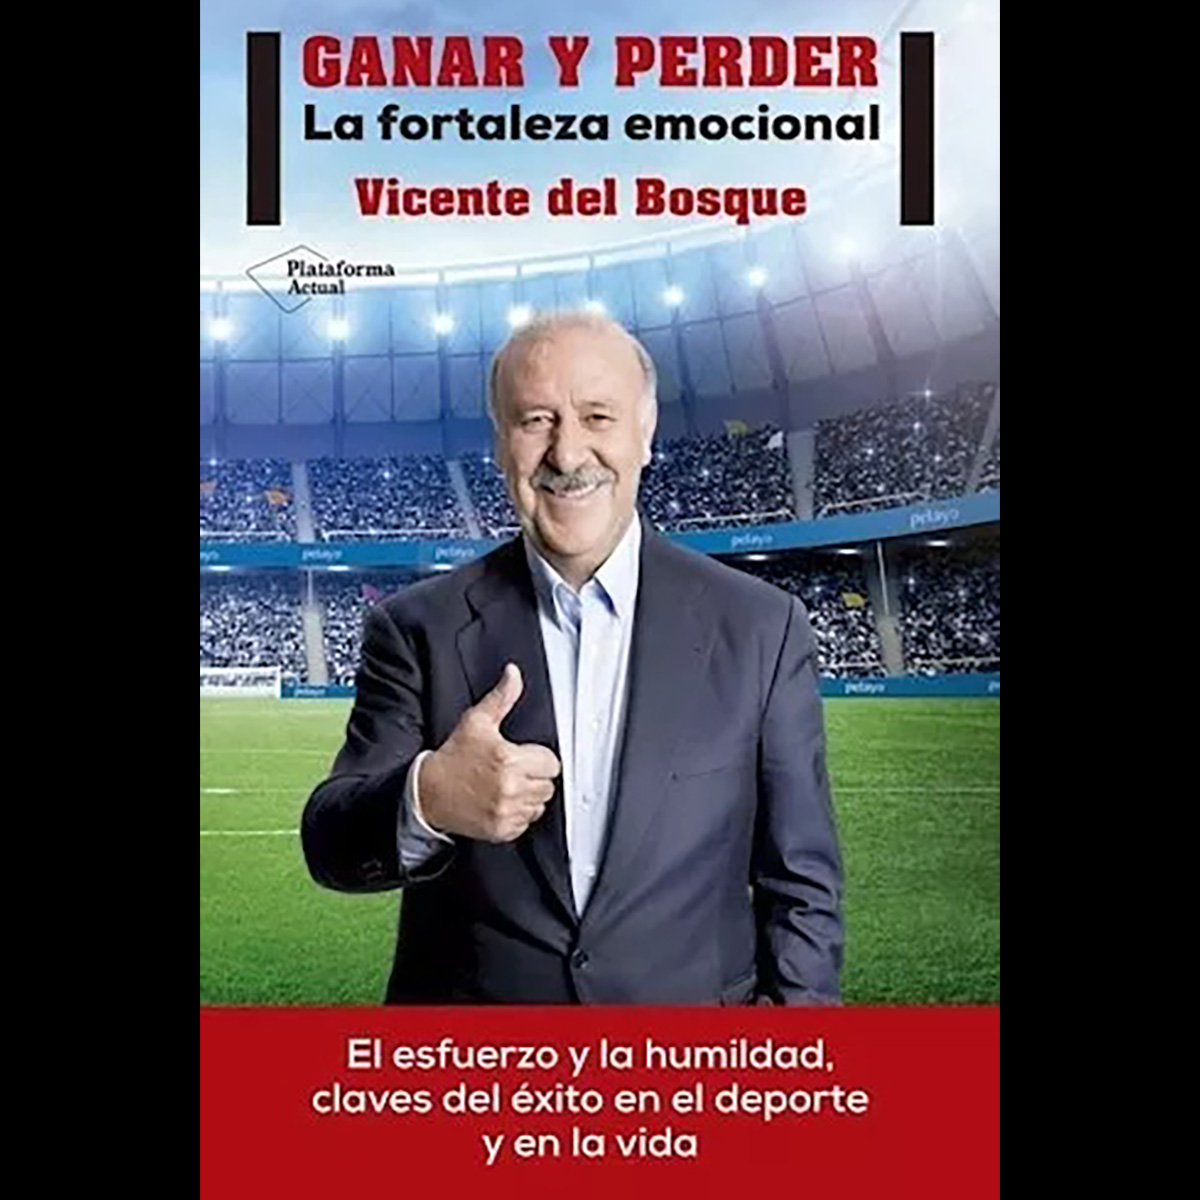 GANAR Y PERDER
La fortaleza emocional
Vicente del Bosque
Plataforma
Actual
pelayo
pelayo
pelayo
pelayo
pelayo
pelayo
El esfuerzo y la humildad,
claves del éxito en el deporte
y en la vida